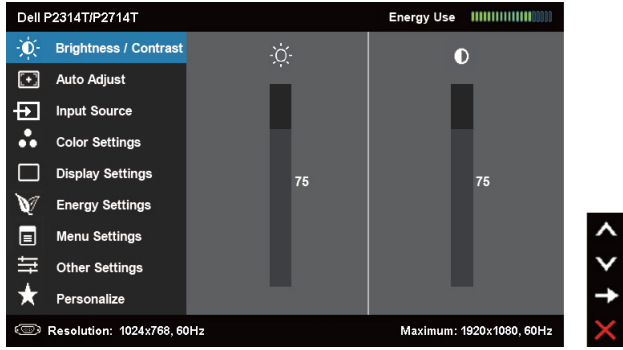 Dell P2314T/P2714T Energy Use
Brightness / Contrast
Auto Adjust
Input Source
Color Settings
Display Settings
75 75
Energy Settings
Menu Settings
Other Settings
Personalize
Resolution: 1024x768, 60Hz Maximum: 1920x1080, 60Hz